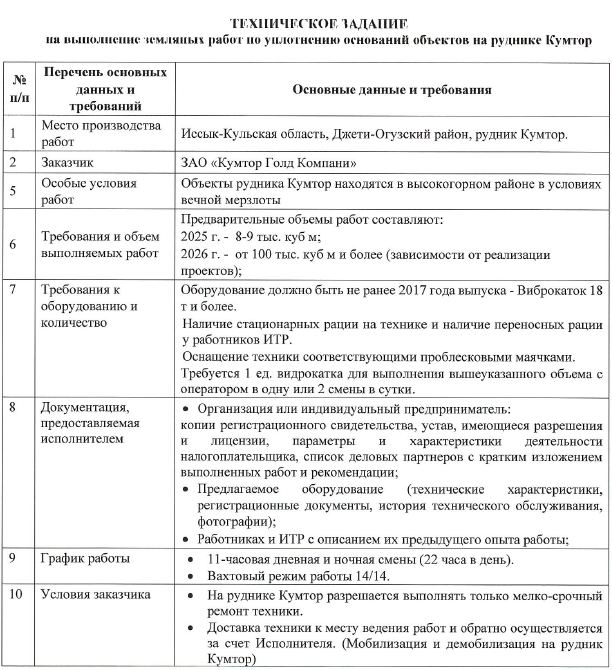 ТЕХНИЧЕСКОЕ ЗАДАНИЕ
на выполнение земляных работ по уплотнению оснований объектов на руднике Кумтор
№ п/п
Перечень основных данных и требований
Основные данные и требования
1
Место производства работ
Иссык-Кульская область, Джети-Огузский район, рудник Кумтор.
2
Заказчик
ЗАО «Кумтор Голд Компани»
5
Особые условия работ
Объекты рудника Кумтор находятся в высокогорном районе в условиях
вечной мерзлоты
6
Требования и объем выполняемых работ
Предварительные объемы работ составляют:
2025 г. - 8-9 тыс. куб м;
2026 г. - от 100 тыс. куб м и более (зависимости от реализации
проектов);
7
Требования к оборудованию и количество
Оборудование должно быть не ранее 2017 года выпуска - Виброкаток 18
т и более.
Наличие стационарных рации на технике и наличие переносных рации
у работников ИТР.
Оснащение техники соответствующими проблесковыми маячками.
Требуется 1 ед. видрокатка для выполнения вышеуказанного объема с
оператором в одну или 2 смены в сутки.
8
Документация, предоставляемая исполнителем
• Организация или индивидуальный предприниматель:
копии регистрационного свидетельства, устав, имеющиеся разрешения
и лицензии, параметры и характеристики деятельности
налогоплательщика, список деловых партнеров с кратким изложением
выполненных работ и рекомендации;
• Предлагаемое оборудование (технические характеристики,
регистрационные документы, история технического обслуживания,
фотографии);
• Работниках и ИТР с описанием их предыдущего опыта работы;
9
График работы
• 11-часовая дневная и ночная смены (22 часа в день).
• Вахтовый режим работы 14/14.
10
Условия заказчика
• На руднике Кумтор разрешается выполнять только мелко-срочный
ремонт техники.
• Доставка техники к месту ведения работ и обратно осуществляется
за счет Исполнителя. (Мобилизация и демобилизация на рудник
Кумтор)